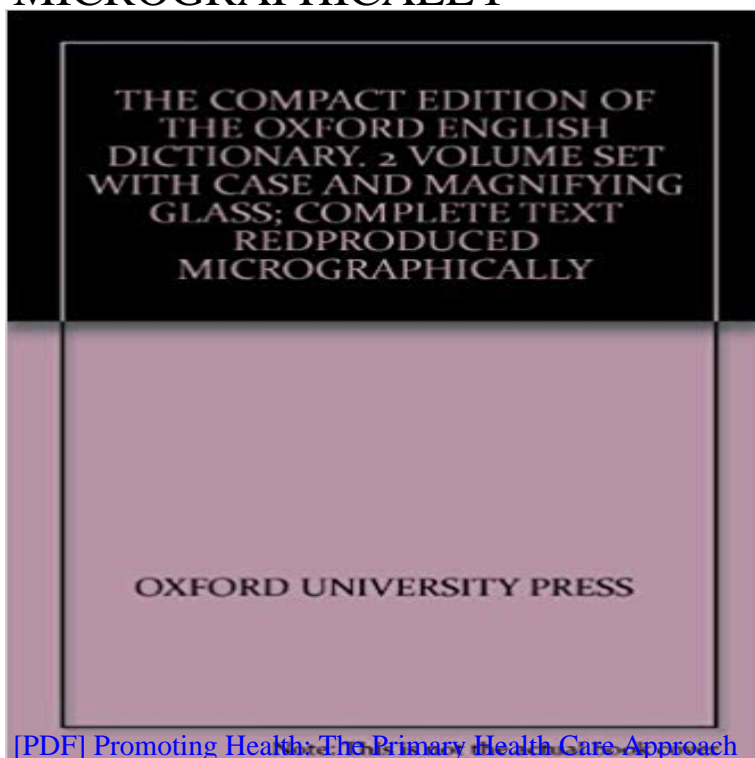 MICROGRAPHICALLY
THE COMPACT EDITION OF
THE OXFORD ENGLISH
DICTIONARY. 2 VOLUME SET
WITH CASE AND MAGNIFYING
GLASS; COMPLETE TEXT
REDPRODUCED
MICROGRAPHICALLY
OXFORD UNIVERSITY PRESS
[PDF] Promoting Health: The Primary Health Care Approach